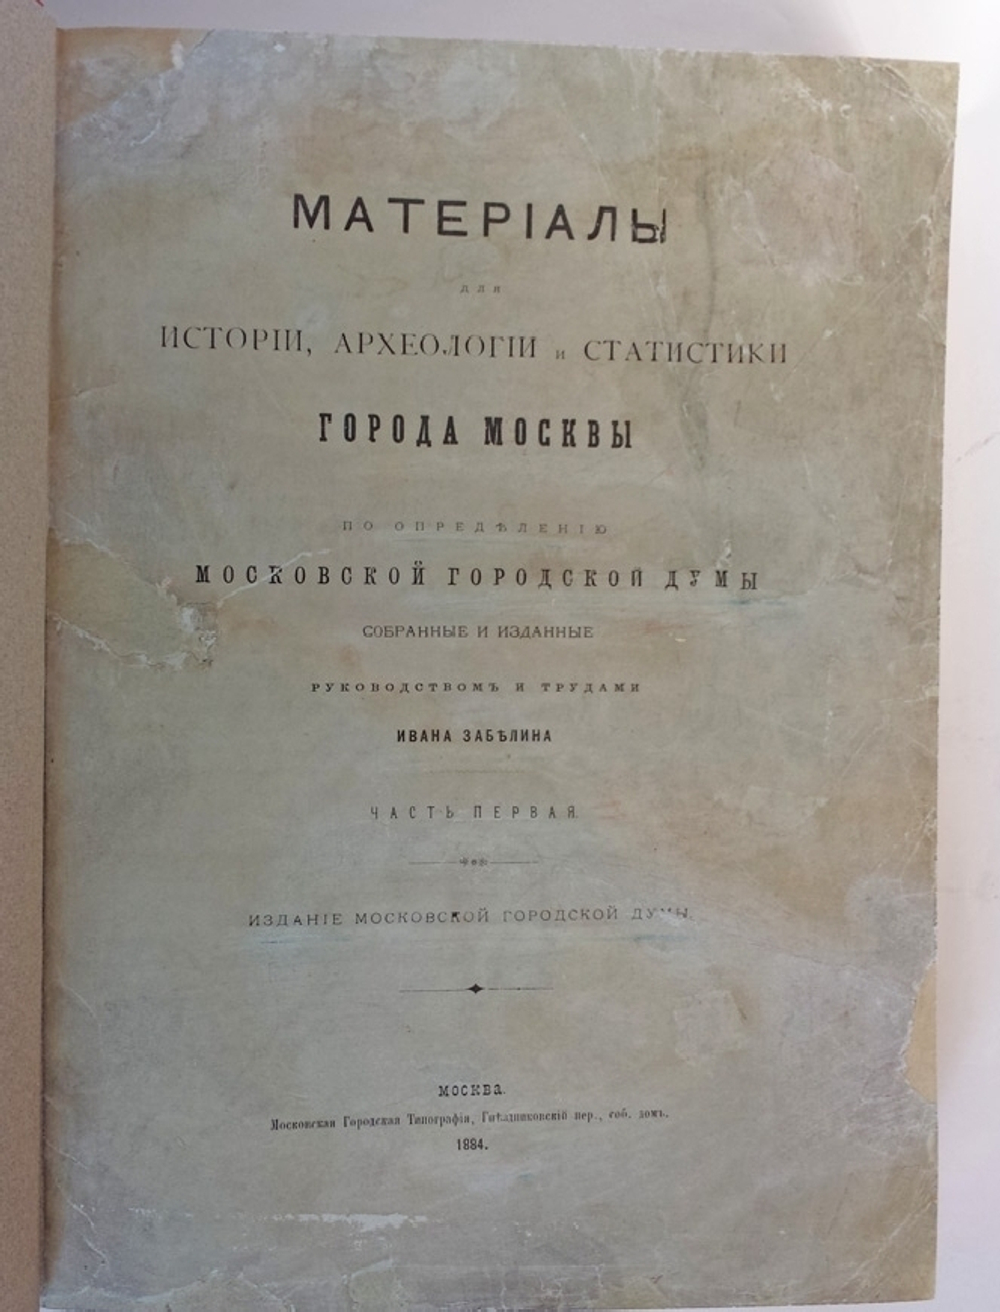 МАТЕРІАЛЫ
для
ИСТОРІИ, АРХЕОЛОГІИ и СТАТИСТИКИ
ГОРОДА МОСКВЫ
ПО ОПРЕДѢЛЕНІЮ
МОСКОВСКОЙ ГОРОДСКОЙ ДУМЫ
СОБРАННЫЕ И ИЗДАННЫЕ
РУКОВОДСТВОМЪ И ТРУДАМИ
ИВАНА ЗАБѢЛИНА
ЧАСТЬ ПЕРВАЯ.
ИЗДАНІЕ МОСКОВСКОЙ ГОРОДСКОЙ ДУМЫ.
МОСКВА.
Московская Городская Типографія, Гнѣздниковскій пер., соб. домъ.
1884.